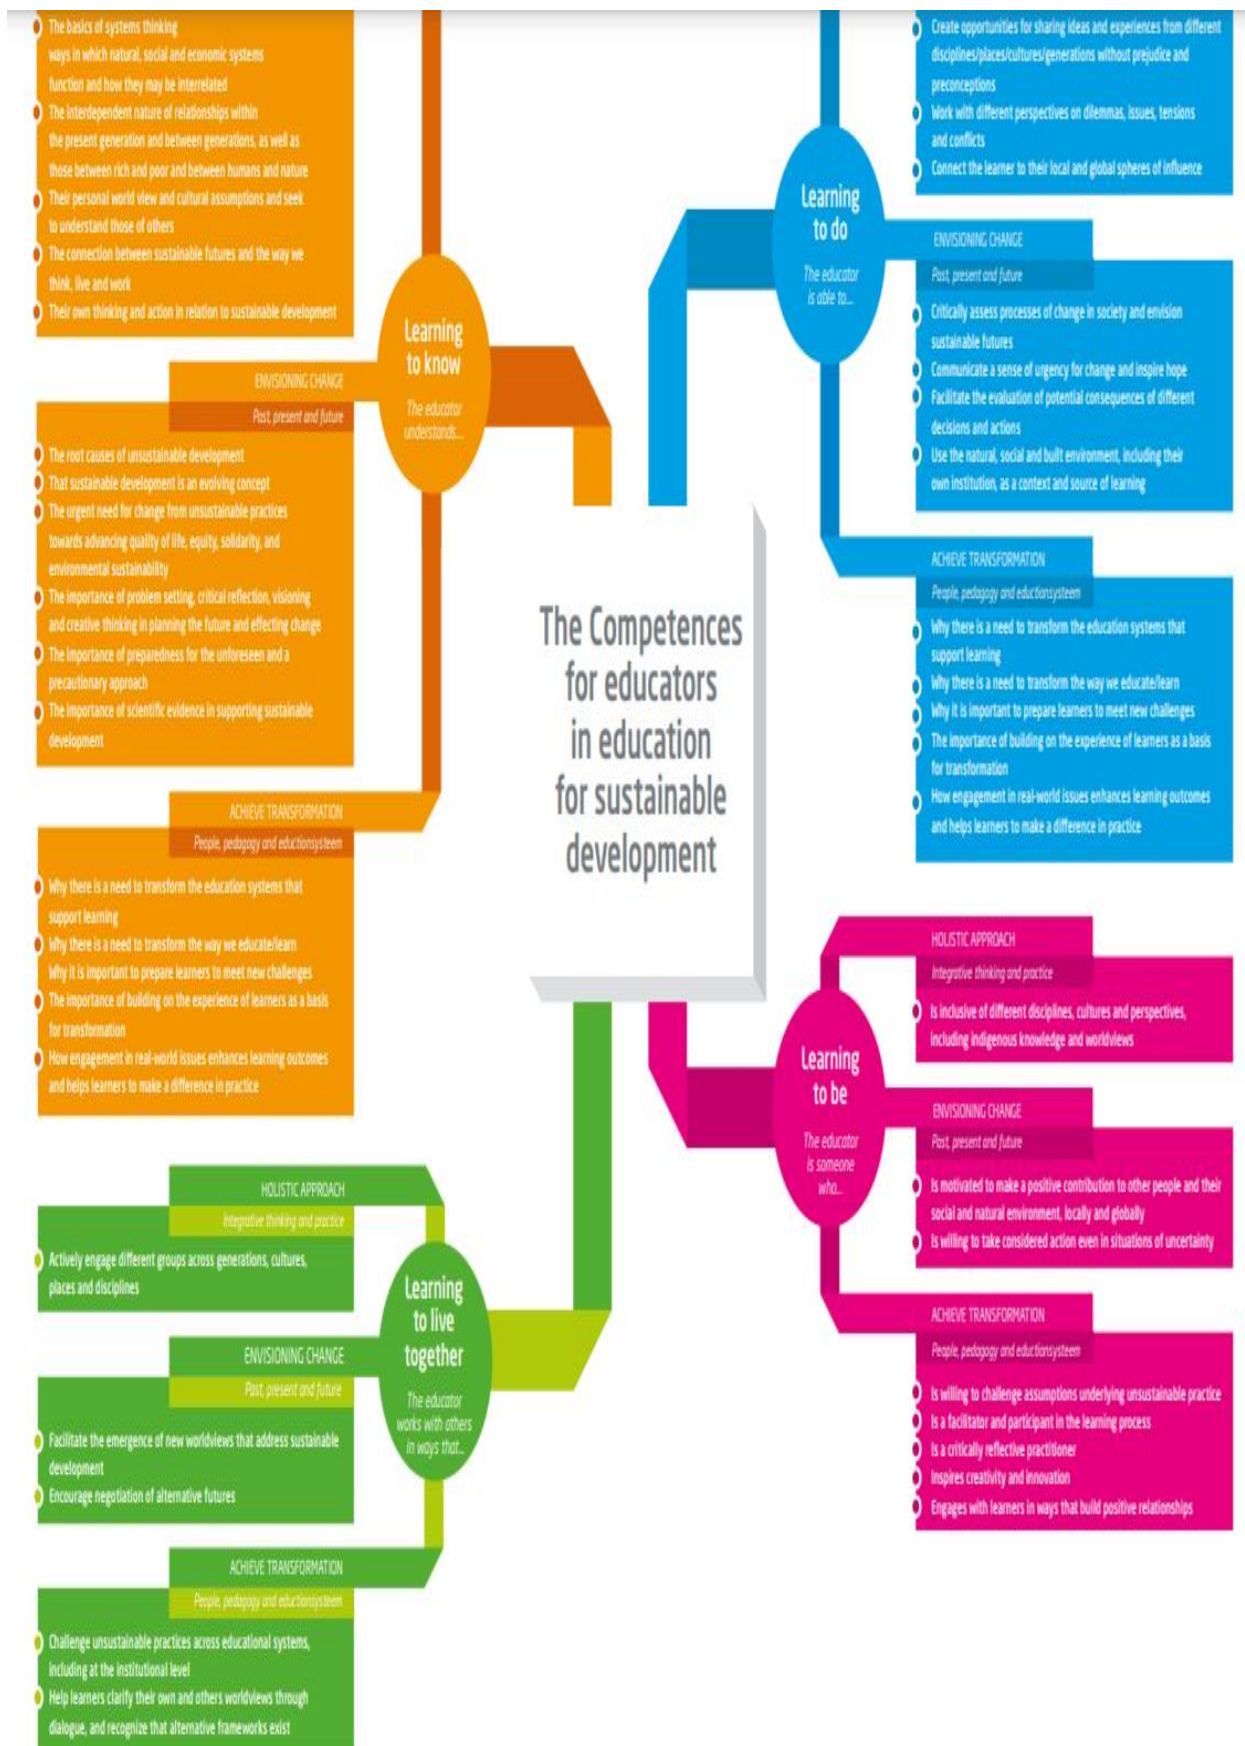 The basics of systems thinking
ways in which natural, social and economic systems
function and how they may be interrelated
The interdependent nature of relationships within
the present generation and between generations, as well as
those between rich and poor and between humans and nature
Their personal world view and cultural assumptions and seek
to understand those of others
The connection between sustainable futures and the way we
think, live and work
Their own thinking and action in relation to sustainable development
Learning
to know
The educator
understands...
ENVISIONING CHANGE
Past, present and future
The root causes of unsustainable development
That sustainable development is an evolving concept
The urgent need for change from unsustainable practices
towards advancing quality of life, equity, solidarity, and
environmental sustainability
The importance of problem setting, critical reflection, visioning
and creative thinking in planning the future and effecting change
The importance of preparedness for the unforeseen and a
precautionary approach
The importance of scientific evidence in supporting sustainable
development
ACHIEVE TRANSFORMATION
People, pedagogy and eductionsysteem
Why there is a need to transform the education systems that
support learning
Why there is a need to transform the way we educate/learn
Why it is important to prepare learners to meet new challenges
The importance of building on the experience of learners as a basis
for transformation
How engagement in real-world issues enhances learning outcomes
and helps learners to make a difference in practice
Create opportunities for sharing ideas and experiences from different
disciplines/places/cultures/generations without prejudice and
preconceptions
Work with different perspectives on dilemmas, issues, tensions
and conflicts
Connect the learner to their local and global spheres of influence
Learning
to do
The educator
is able to...
ENVISIONING CHANGE
Past, present and future
Critically assess processes of change in society and envision
sustainable futures
Communicate a sense of urgency for change and inspire hope
Facilitate the evaluation of potential consequences of different
decisions and actions
Use the natural, social and built environment, including their
own institution, as a context and source of learning
ACHIEVE TRANSFORMATION
People, pedagogy and eductionsysteem
Why there is a need to transform the education systems that
support learning
Why there is a need to transform the way we educate/learn
Why it is important to prepare learners to meet new challenges
The importance of building on the experience of learners as a basis
for transformation
How engagement in real-world issues enhances learning outcomes
and helps learners to make a difference in practice
The Competences
for educators
in education
for sustainable
development
HOLISTIC APPROACH
Integrative thinking and practice
Actively engage different groups across generations, cultures,
places and disciplines
Learning
to live
together
The educator
works with others
in ways that...
ENVISIONING CHANGE
Past, present and future
Facilitate the emergence of new worldviews that address sustainable
development
Encourage negotiation of alternative futures
ACHIEVE TRANSFORMATION
People, pedagogy and eductionsysteem
Challenge unsustainable practices across educational systems,
including at the institutional level
Help learners clarify their own and others worldviews through
dialogue, and recognize that alternative frameworks exist
HOLISTIC APPROACH
Integrative thinking and practice
Is inclusive of different disciplines, cultures and perspectives,
including indigenous knowledge and worldviews
Learning
to be
The educator
is someone
who...
ENVISIONING CHANGE
Past, present and future
Is motivated to make a positive contribution to other people and their
social and natural environment, locally and globally
Is willing to take considered action even in situations of uncertainty
ACHIEVE TRANSFORMATION
People, pedagogy and eductionsysteem
Is willing to challenge assumptions underlying unsustainable practice
Is a facilitator and participant in the learning process
Is a critically reflective practitioner
Inspires creativity and innovation
Engages with learners in ways that build positive relationships